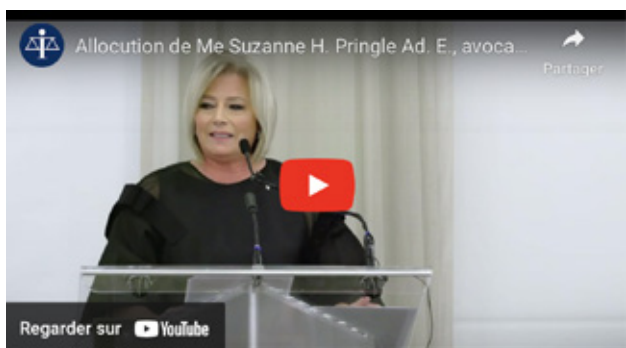 Allocution de Me Suzanne H. Pringle Ad. E., avoca...
Partager
Regarder sur YouTube